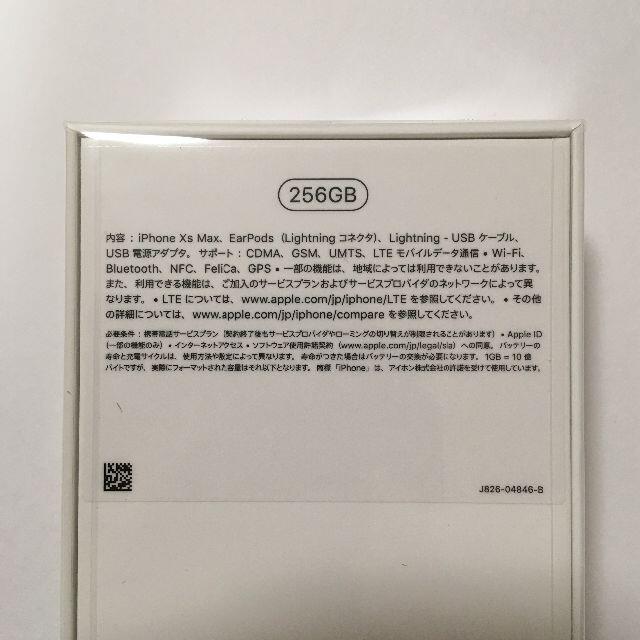 256GB
内容：iPhone Xs Max、EarPods（Lightning コネクタ）、Lightning - USB ケーブル、
USB 電源アダプタ。サポート：CDMA、GSM、UMTS、LTE モバイルデータ通信 • Wi-Fi、
Bluetooth、NFC、FeliCa、GPS • 一部の機能は、地域によっては利用できないことがあります。
また、利用できる機能は、ご加入のサービスプランおよびサービスプロバイダのネットワークによって異
なります。• LTE については、www.apple.com/jp/iphone/LTE を参照してください。• その他
の詳細については、www.apple.com/jp/iphone/compare を参照してください。
必要条件：携帯電話サービスプラン（契約終了後もサービスプロバイダやローミングの切り替えが制限されることがあります）• Apple ID
（一部の機能のみ）• インターネットアクセス • ソフトウェア使用許諾契約（www.apple.com/jp/legal/sla）への同意。バッテリーの
寿命と充電サイクルは、使用方法や設定によって異なります。寿命がつきた場合はバッテリーの交換が必要になります。1GB = 10 億
バイトですが、実際にフォーマットされた容量はそれ以下となります。商標「iPhone」は、アイホン株式会社の許諾を受けて使用しています。
J826-04846-B